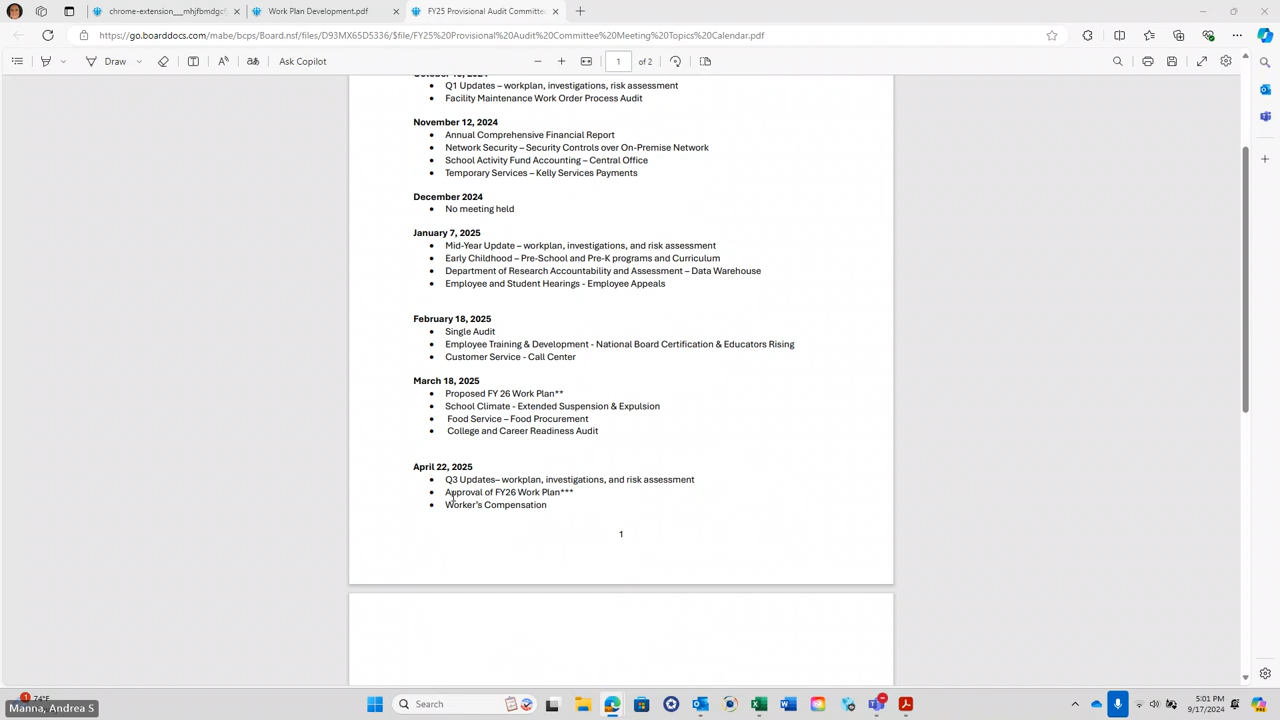 chrome-extension___mhjfbmdgcf
Work Plan Development.pdf
FY25 Provisional Audit Committe
https://go.boarddocs.com/mabe/bcps/Board.nsf/files/D93MX65D5336/$file/FY25%20Provisional%20Audit%20Committee%20Meeting%20Topics%20Calendar.pdf
Draw
Ask Copilot
1 of 2
Q1 Updates – workplan, investigations, risk assessment
Facility Maintenance Work Order Process Audit
November 12, 2024
Annual Comprehensive Financial Report
Network Security – Security Controls over On-Premise Network
School Activity Fund Accounting – Central Office
Temporary Services – Kelly Services Payments
December 2024
No meeting held
January 7, 2025
Mid-Year Update – workplan, investigations, and risk assessment
Early Childhood – Pre-School and Pre-K programs and Curriculum
Department of Research Accountability and Assessment – Data Warehouse
Employee and Student Hearings - Employee Appeals
February 18, 2025
Single Audit
Employee Training & Development - National Board Certification & Educators Rising
Customer Service - Call Center
March 18, 2025
Proposed FY 26 Work Plan**
School Climate - Extended Suspension & Expulsion
Food Service – Food Procurement
College and Career Readiness Audit
April 22, 2025
Q3 Updates– workplan, investigations, and risk assessment
Approval of FY26 Work Plan***
Worker's Compensation
1
74°F
Manna, Andrea S
Search
5:01 PM
9/17/2024